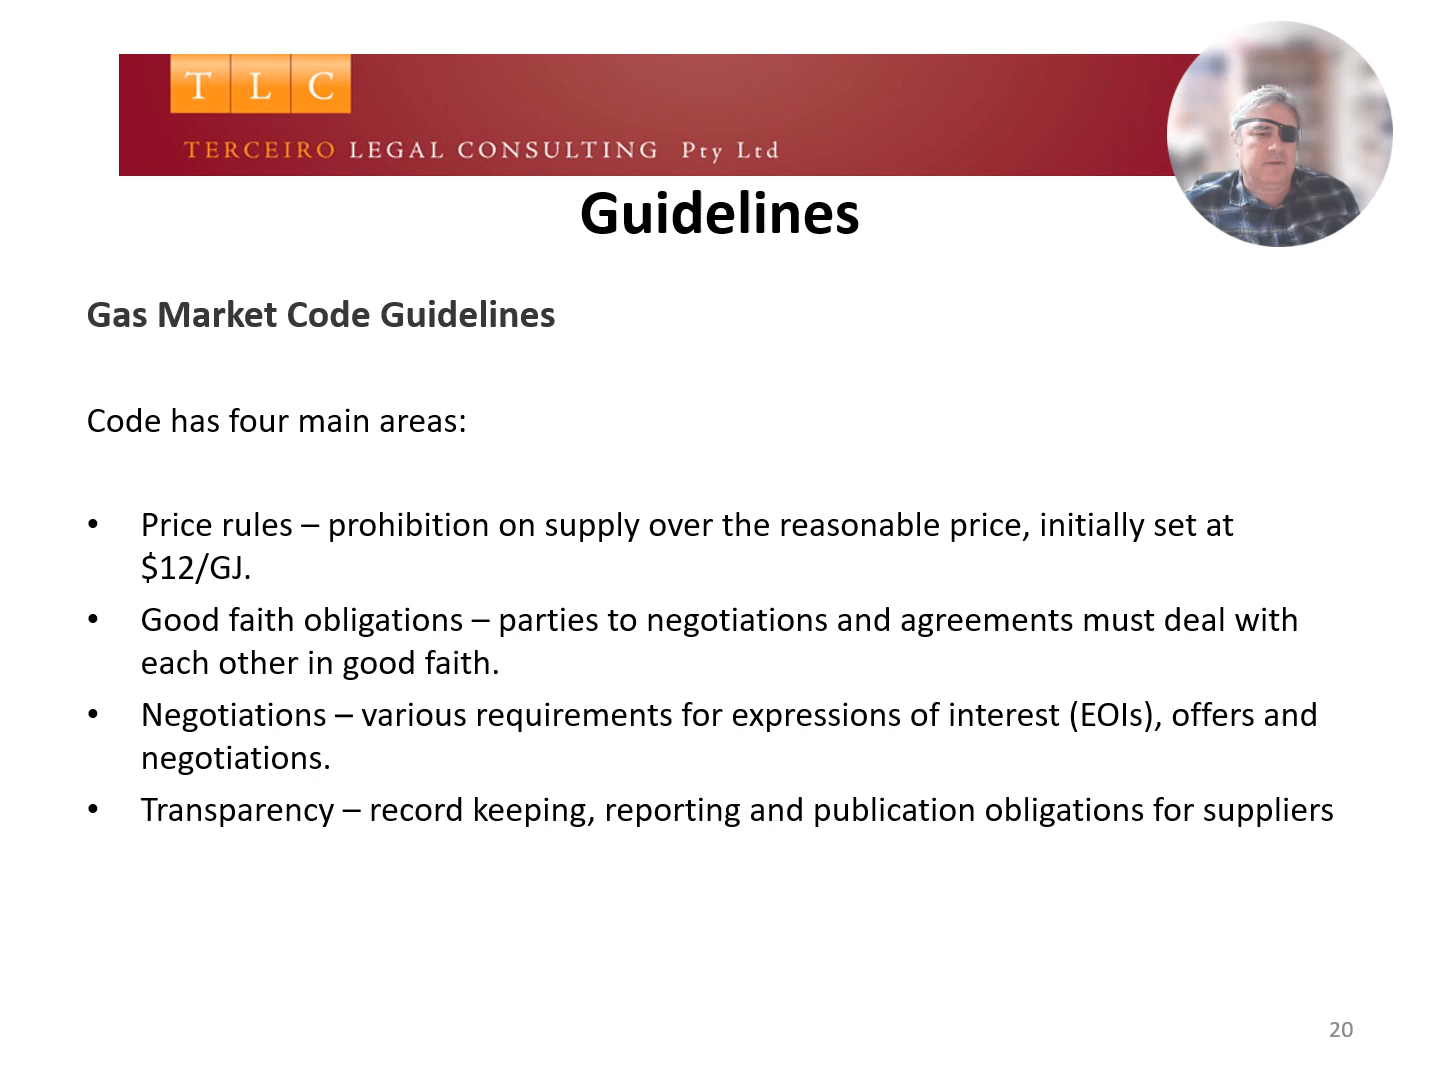 T L C
TERCEIRO LEGAL CONSULTING Pty Ltd
Guidelines
Gas Market Code Guidelines
Code has four main areas:
• Price rules – prohibition on supply over the reasonable price, initially set at
$12/GJ.
• Good faith obligations – parties to negotiations and agreements must deal with
each other in good faith.
• Negotiations – various requirements for expressions of interest (EOIs), offers and
negotiations.
• Transparency – record keeping, reporting and publication obligations for suppliers
20